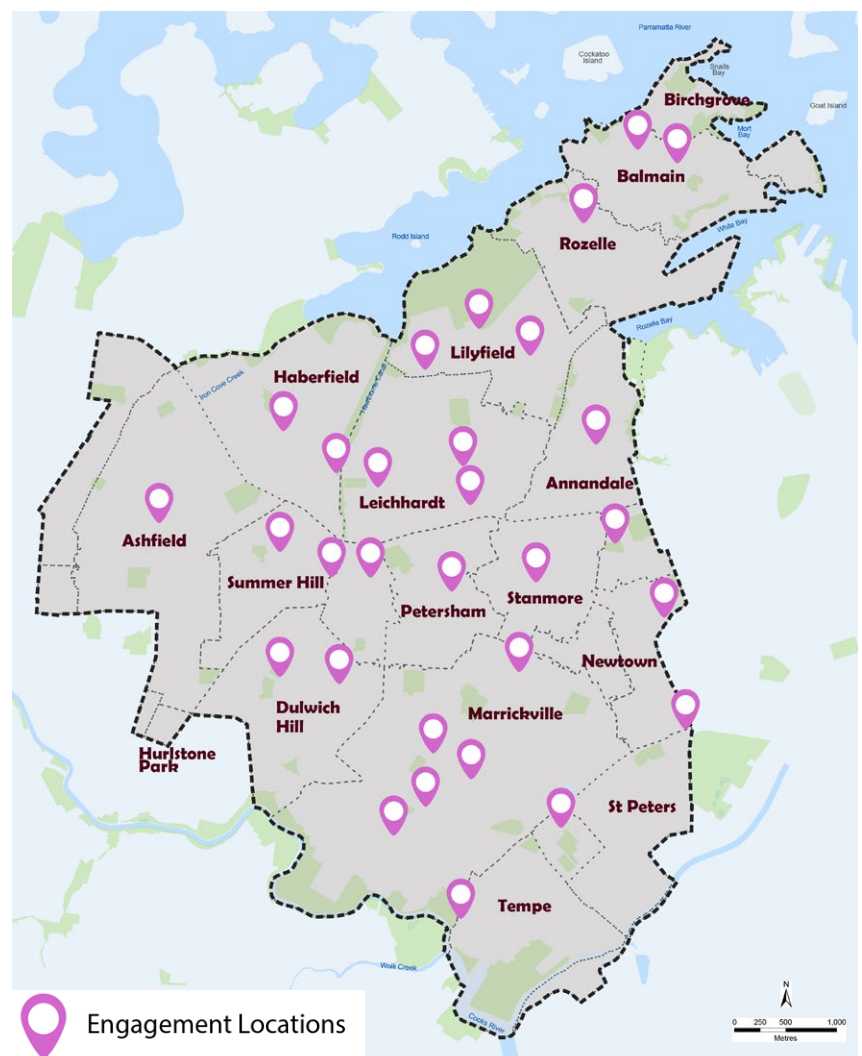 Parramatta River
Cockatoo
Island
Snails
Bay
Birchgrove
Goat Island
Mort
Bay
Balmain
White Bay
Rodd Island
Rozelle
Rozelle Bay
Lilyfield
Iron Cove Creek
Haberfield
Hawthorne Canal
Annandale
Leichhardt
Ashfield
Summer Hill
Petersham
Stanmore
Newtown
Dulwich
Hill
Marrickville
Hurlstone
Park
St Peters
Tempe
Wolli Creek
Cooks River
N
0 250 500 1,000
Metres
Engagement Locations